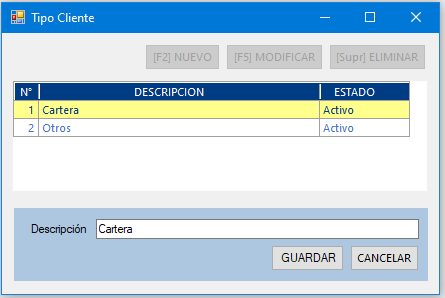 Tipo Cliente
[F2] NUEVO [F5] MODIFICAR [Supr] ELIMINAR
N° DESCRIPCION ESTADO
1 Cartera Activo
2 Otros Activo
Descripción Cartera
GUARDAR CANCELAR